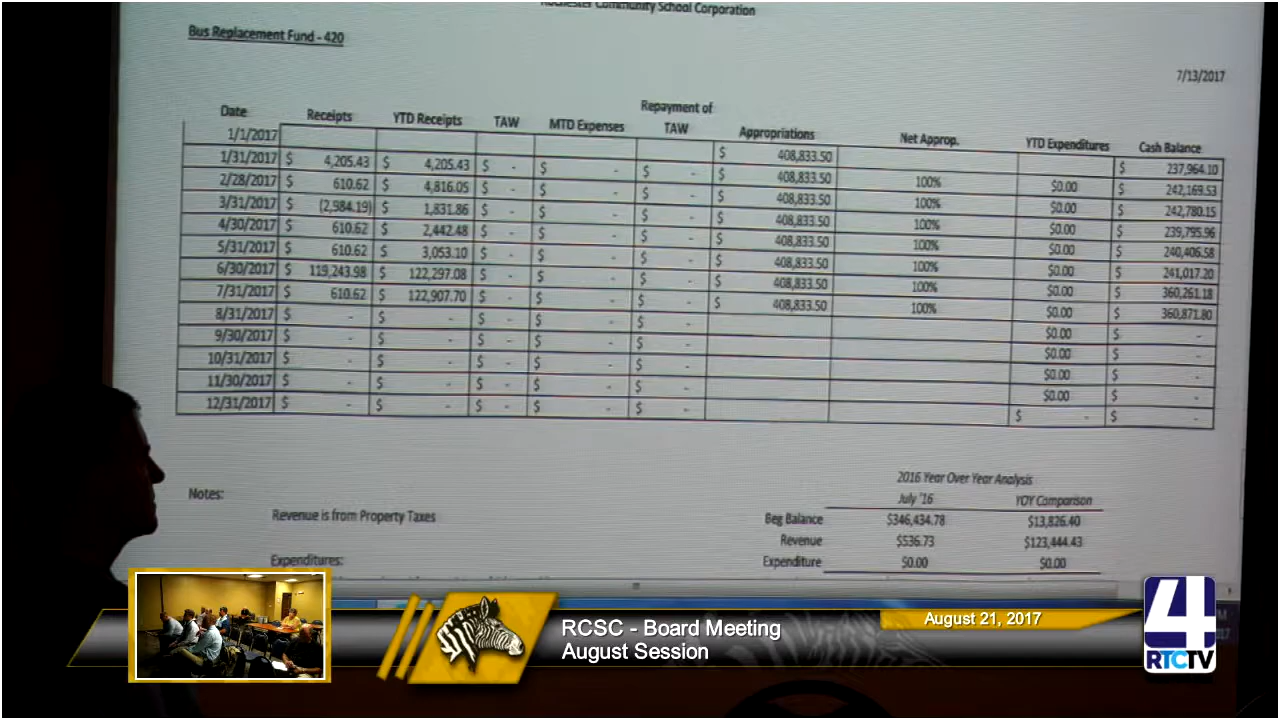 Rochester Community School Corporation
Bus Replacement Fund - 420
7/13/2017
Date Receipts YTD Receipts TAW MTD Expenses Repayment of TAW Appropriations Net Approp. YTD Expenditures Cash Balance
1/1/2017 $ 408,833.50 $ 237,964.10
1/31/2017 $ 4,205.43 $ 4,205.43 $ - $ - $ - $ 408,833.50 100% $0.00 $ 242,169.53
2/28/2017 $ 610.62 $ 4,816.05 $ - $ - $ - $ 408,833.50 100% $0.00 $ 242,780.15
3/31/2017 $ (2,984.19) $ 1,831.86 $ - $ - $ - $ 408,833.50 100% $0.00 $ 239,795.96
4/30/2017 $ 610.62 $ 2,442.48 $ - $ - $ - $ 408,833.50 100% $0.00 $ 240,406.58
5/31/2017 $ 610.62 $ 3,053.10 $ - $ - $ - $ 408,833.50 100% $0.00 $ 241,017.20
6/30/2017 $ 119,243.98 $ 122,297.08 $ - $ - $ - $ 408,833.50 100% $0.00 $ 360,261.18
7/31/2017 $ 610.62 $ 122,907.70 $ - $ - $ - $ 408,833.50 100% $0.00 $ 360,871.80
8/31/2017 $ - $ - $ - $ - $ - $0.00 $ -
9/30/2017 $ - $ - $ - $ - $ - $0.00 $ -
10/31/2017 $ - $ - $ - $ - $ - $0.00 $ -
11/30/2017 $ - $ - $ - $ - $ - $0.00 $ -
12/31/2017 $ - $ - $ - $ - $ - $ - $ -
2016 Year Over Year Analysis
Notes: July '16 YOY Comparison
Revenue is from Property Taxes Beg Balance $346,434.78 $13,826.40
Revenue $536.73 $123,444.43
Expenditures: Expenditure $0.00 $0.00
RCSC - Board Meeting
August Session
August 21, 2017
4
RTCTV